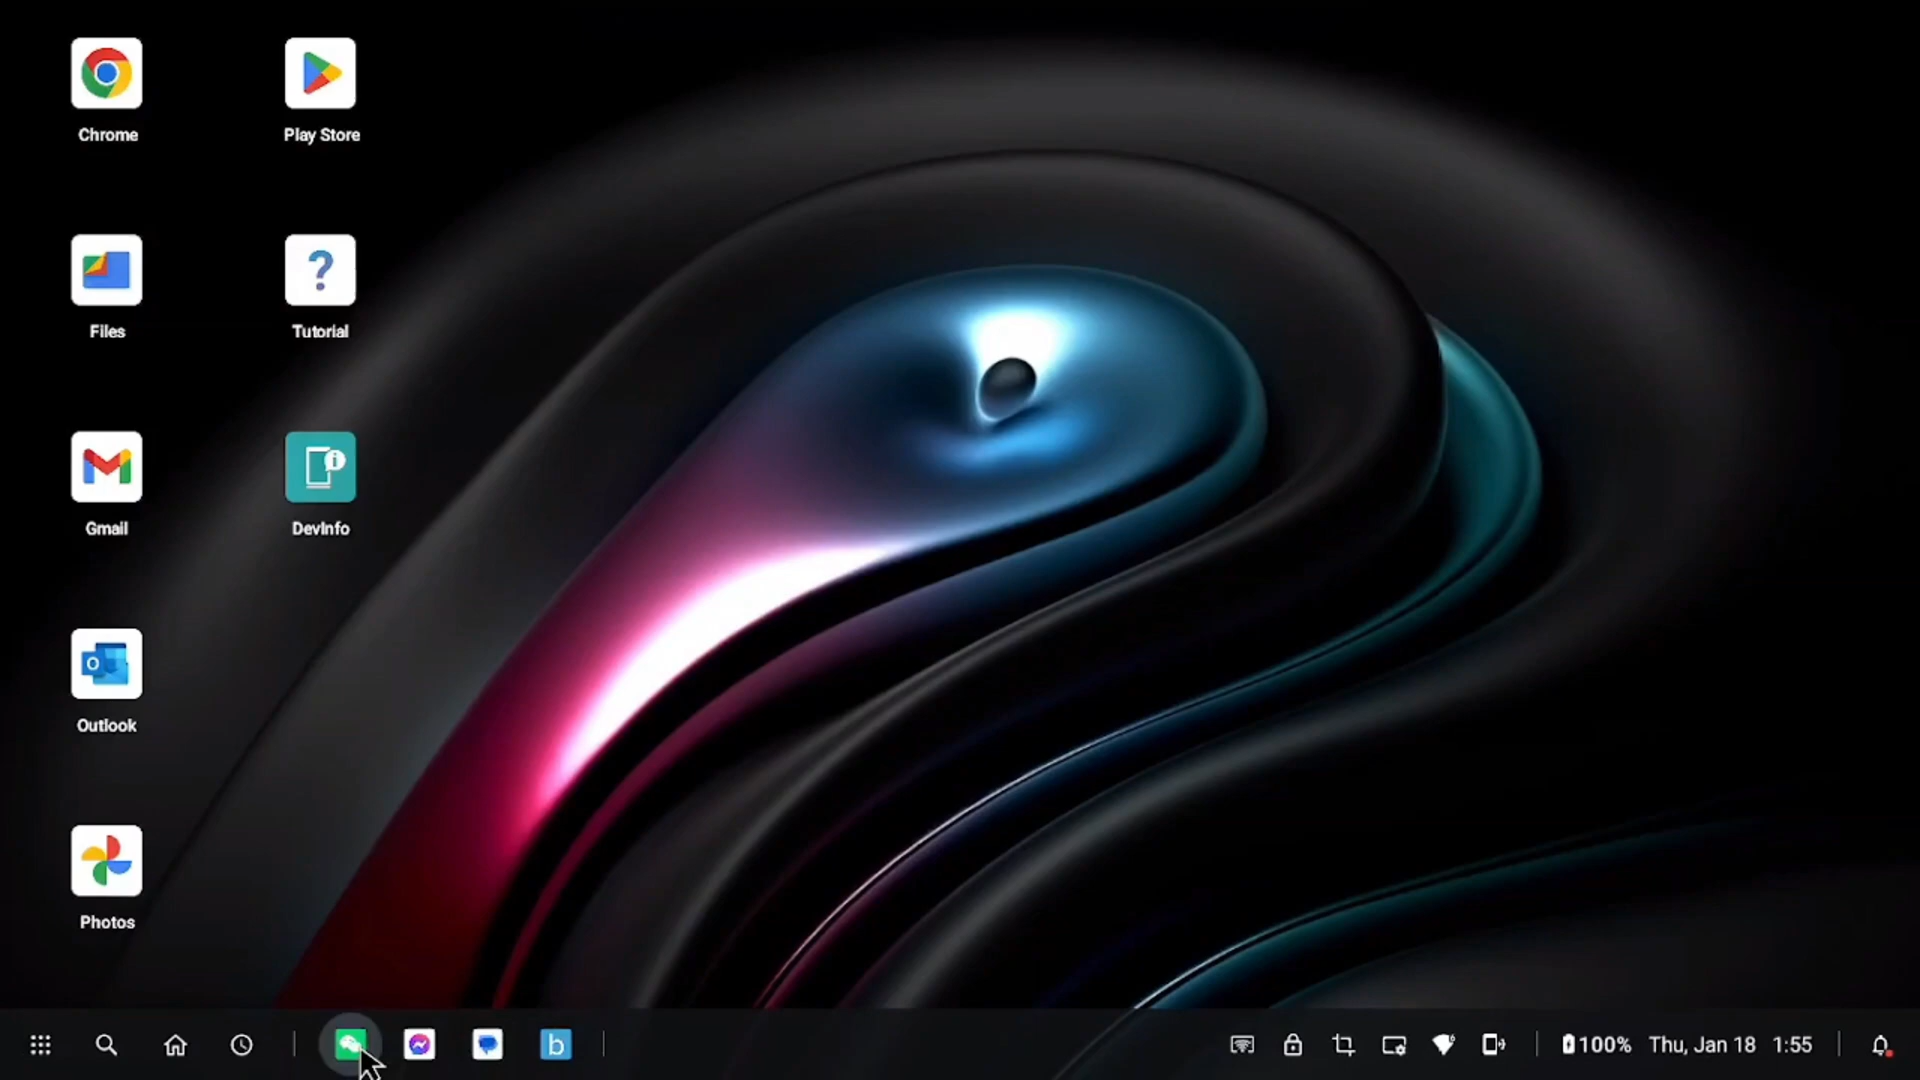 Chrome
Play Store
Files
?
Tutorial
Gmail
DevInfo
Outlook
Photos
b
100%
Thu, Jan 18
1:55